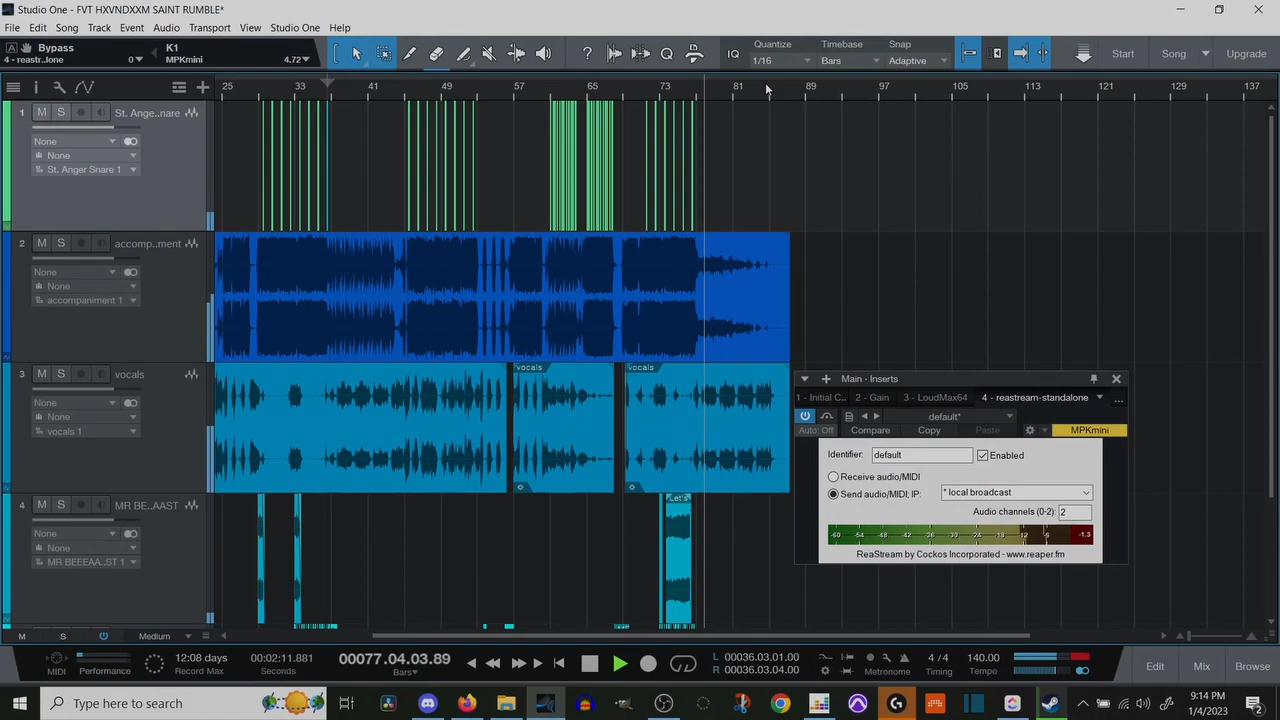 Studio One - FVT HXVNDXXM SAINT RUMBLE*
File Edit Song Track Event Audio Transport View Studio One Help
A Bypass K1 ? IQ Quantize Timebase Snap Start Song Upgrade
4 - reastr...lone 0 MPKmini 4.72 1/16 Bars Adaptive
25 33 41 57 65 73 81 89 97 105 113 121 129 137
1 M S St. Ange..nare
None
None
St. Anger Snare 1
2 M S accomp...ment
None
None
accompaniment 1
3 M S vocals
None
None
vocals 1
vocals
vocals
4 M S MR BE...AAST
None
None
MR BEEEAA..ST 1
Let's
Main - Inserts
1 - Initial C... 2 - Gain 3 - LoudMax64 4 - reastream-standalone ...
default*
Auto: Off Compare Copy Paste MPKmini
Identifier: default Enabled
Receive audio/MIDI
Send audio/MIDI; IP: * local broadcast
Audio channels (0-2): 2
-60 -54 -48 -42 -36 -30 -24 -18 -12 -6 -1.3
ReaStream by Cockos Incorporated - www.reaper.fm
M S Medium
MIDI Performance 12:08 days Record Max 00:02:11.881 Seconds 00077.04.03.89 Bars L 00036.03.01.00 R 00036.03.04.00 Metronome 4 / 4 Timing 140.00 Tempo Edit Mix Browse
Type here to search
9:14 PM
1/4/2023